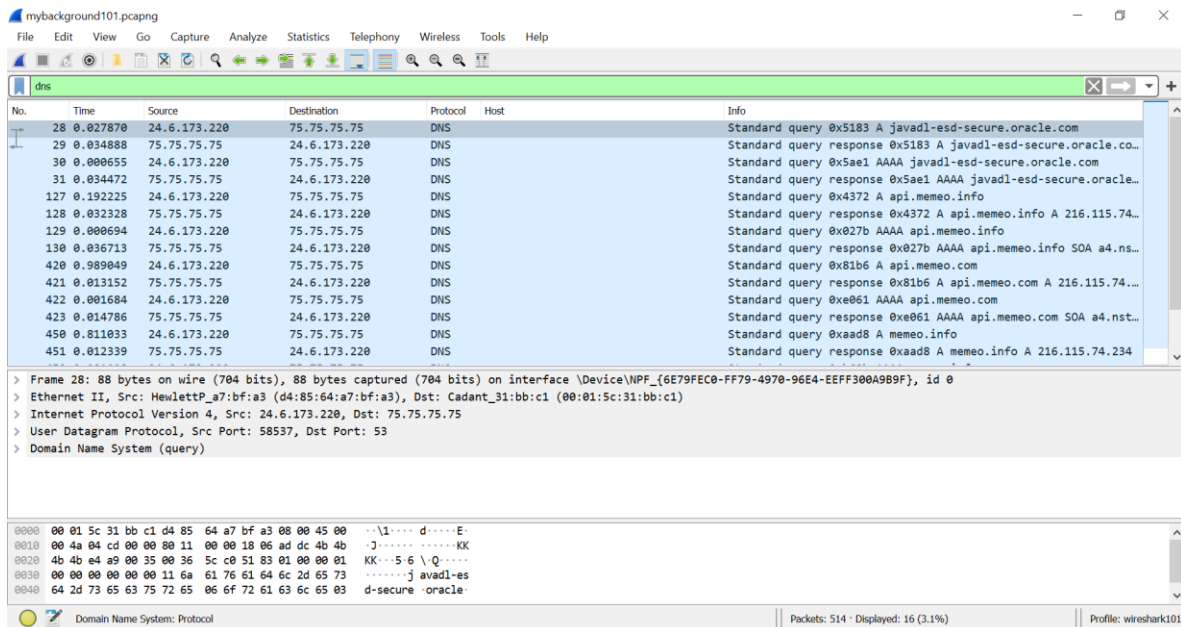 mybackground101.pcapng
File Edit View Go Capture Analyze Statistics Telephony Wireless Tools Help
dns
No. Time Source Destination Protocol Host Info
28 0.027870 24.6.173.220 75.75.75.75 DNS Standard query 0x5183 A javadl-esd-secure.oracle.com
29 0.034888 75.75.75.75 24.6.173.220 DNS Standard query response 0x5183 A javadl-esd-secure.oracle.co…
30 0.000655 24.6.173.220 75.75.75.75 DNS Standard query 0x5ae1 AAAA javadl-esd-secure.oracle.com
31 0.034472 75.75.75.75 24.6.173.220 DNS Standard query response 0x5ae1 AAAA javadl-esd-secure.oracle…
127 0.192225 24.6.173.220 75.75.75.75 DNS Standard query 0x4372 A api.memeo.info
128 0.032328 75.75.75.75 24.6.173.220 DNS Standard query response 0x4372 A api.memeo.info A 216.115.74…
129 0.000694 24.6.173.220 75.75.75.75 DNS Standard query 0x027b AAAA api.memeo.info
130 0.036713 75.75.75.75 24.6.173.220 DNS Standard query response 0x027b AAAA api.memeo.info SOA a4.ns…
420 0.989049 24.6.173.220 75.75.75.75 DNS Standard query 0x81b6 A api.memeo.com
421 0.013152 75.75.75.75 24.6.173.220 DNS Standard query response 0x81b6 A api.memeo.com A 216.115.74.…
422 0.001684 24.6.173.220 75.75.75.75 DNS Standard query 0xe061 AAAA api.memeo.com
423 0.014786 75.75.75.75 24.6.173.220 DNS Standard query response 0xe061 AAAA api.memeo.com SOA a4.nst…
450 0.811033 24.6.173.220 75.75.75.75 DNS Standard query 0xaad8 A memeo.info
451 0.012339 75.75.75.75 24.6.173.220 DNS Standard query response 0xaad8 A memeo.info A 216.115.74.234
> Frame 28: 88 bytes on wire (704 bits), 88 bytes captured (704 bits) on interface \Device\NPF_{6E79FEC0-FF79-4970-96E4-EEFF300A9B9F}, id 0
> Ethernet II, Src: HewlettP_a7:bf:a3 (d4:85:64:a7:bf:a3), Dst: Cadant_31:bb:c1 (00:01:5c:31:bb:c1)
> Internet Protocol Version 4, Src: 24.6.173.220, Dst: 75.75.75.75
> User Datagram Protocol, Src Port: 58537, Dst Port: 53
> Domain Name System (query)
0000 00 01 5c 31 bb c1 d4 85 64 a7 bf a3 08 00 45 00 ··\1···· d·····E·
0010 00 4a 04 cd 00 00 80 11 00 00 18 06 ad dc 4b 4b ·J······ ······KK
0020 4b 4b e4 a9 00 35 00 36 5c c0 51 83 01 00 00 01 KK···5·6 \·Q·····
0030 00 00 00 00 00 00 11 6a 61 76 61 64 6c 2d 65 73 ·······j avadl-es
0040 64 2d 73 65 63 75 72 65 06 6f 72 61 63 6c 65 03 d-secure ·oracle·
Domain Name System: Protocol Packets: 514 · Displayed: 16 (3.1%) Profile: wireshark101